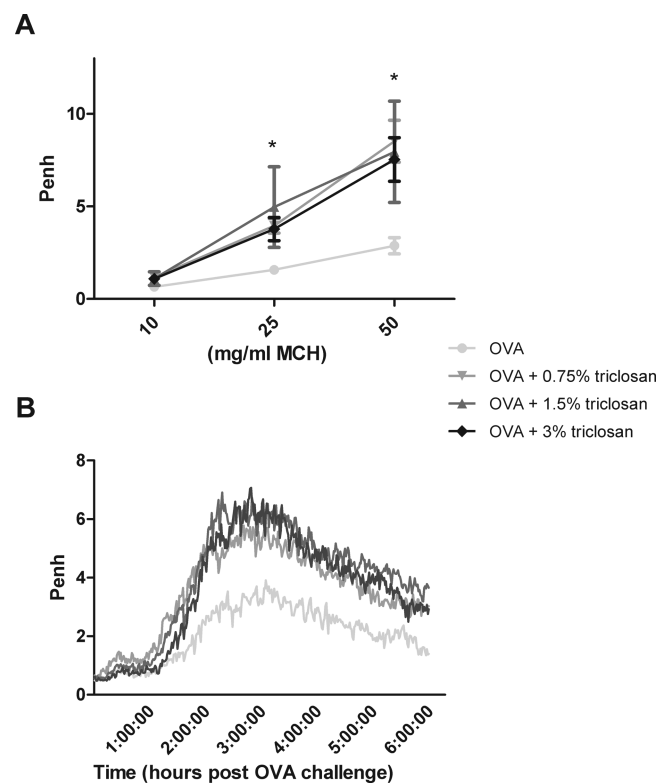 A
*
*
10
5
0
Penh
10
25
50
(mg/ml MCH)
OVA
OVA + 0.75% triclosan
OVA + 1.5% triclosan
OVA + 3% triclosan
B
8
6
4
2
0
Penh
1:00:00
2:00:00
3:00:00
4:00:00
5:00:00
6:00:00
Time (hours post OVA challenge)